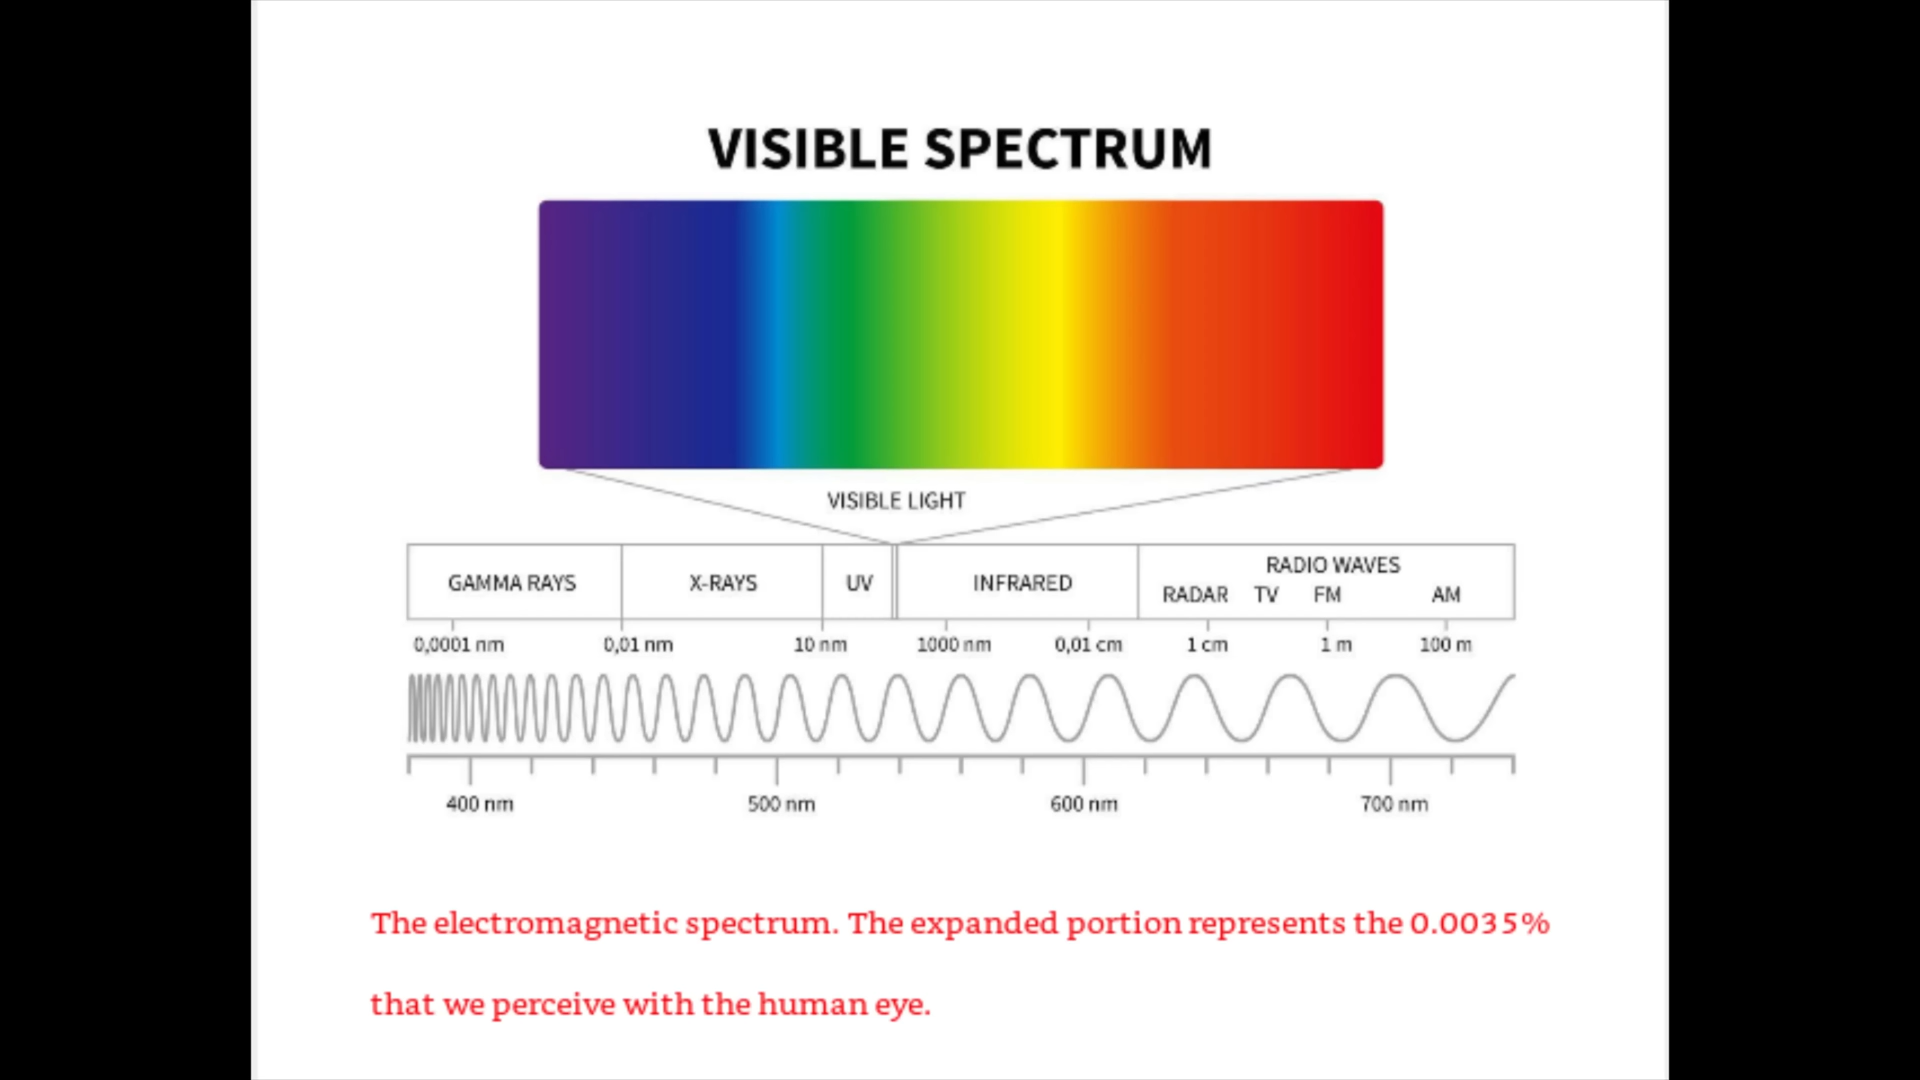 VISIBLE SPECTRUM
VISIBLE LIGHT
GAMMA RAYS
X-RAYS
UV
INFRARED
RADIO WAVES
RADAR TV FM AM
0,0001 nm 0,01 nm 10 nm 1000 nm 0,01 cm 1 cm 1 m 100 m
400 nm 500 nm 600 nm 700 nm
The electromagnetic spectrum. The expanded portion represents the 0.0035%
that we perceive with the human eye.